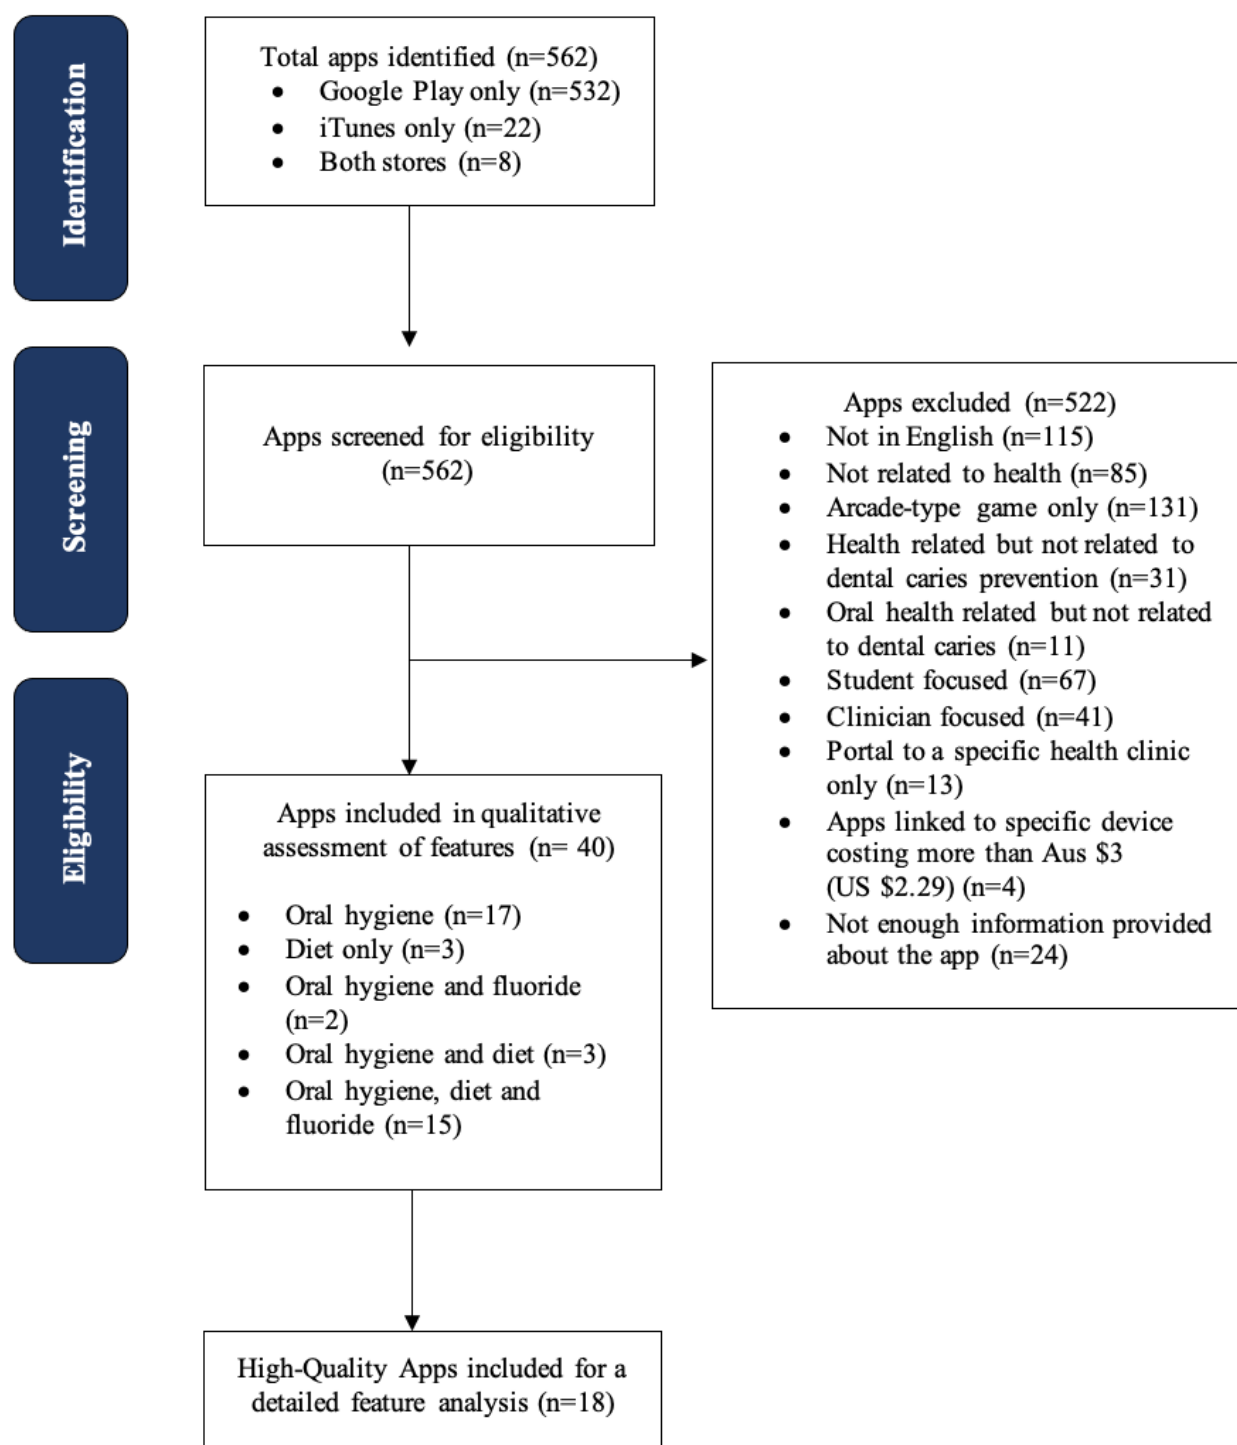 Identification
Total apps identified (n=562)
• Google Play only (n=532)
• iTunes only (n=22)
• Both stores (n=8)
Screening
Apps screened for eligibility
(n=562)
Apps excluded (n=522)
• Not in English (n=115)
• Not related to health (n=85)
• Arcade-type game only (n=131)
• Health related but not related to
dental caries prevention (n=31)
• Oral health related but not related
to dental caries (n=11)
• Student focused (n=67)
• Clinician focused (n=41)
• Portal to a specific health clinic
only (n=13)
• Apps linked to specific device
costing more than Aus $3
(US $2.29) (n=4)
• Not enough information provided
about the app (n=24)
Eligibility
Apps included in qualitative
assessment of features (n= 40)
• Oral hygiene (n=17)
• Diet only (n=3)
• Oral hygiene and fluoride
(n=2)
• Oral hygiene and diet (n=3)
• Oral hygiene, diet and
fluoride (n=15)
High-Quality Apps included for a
detailed feature analysis (n=18)